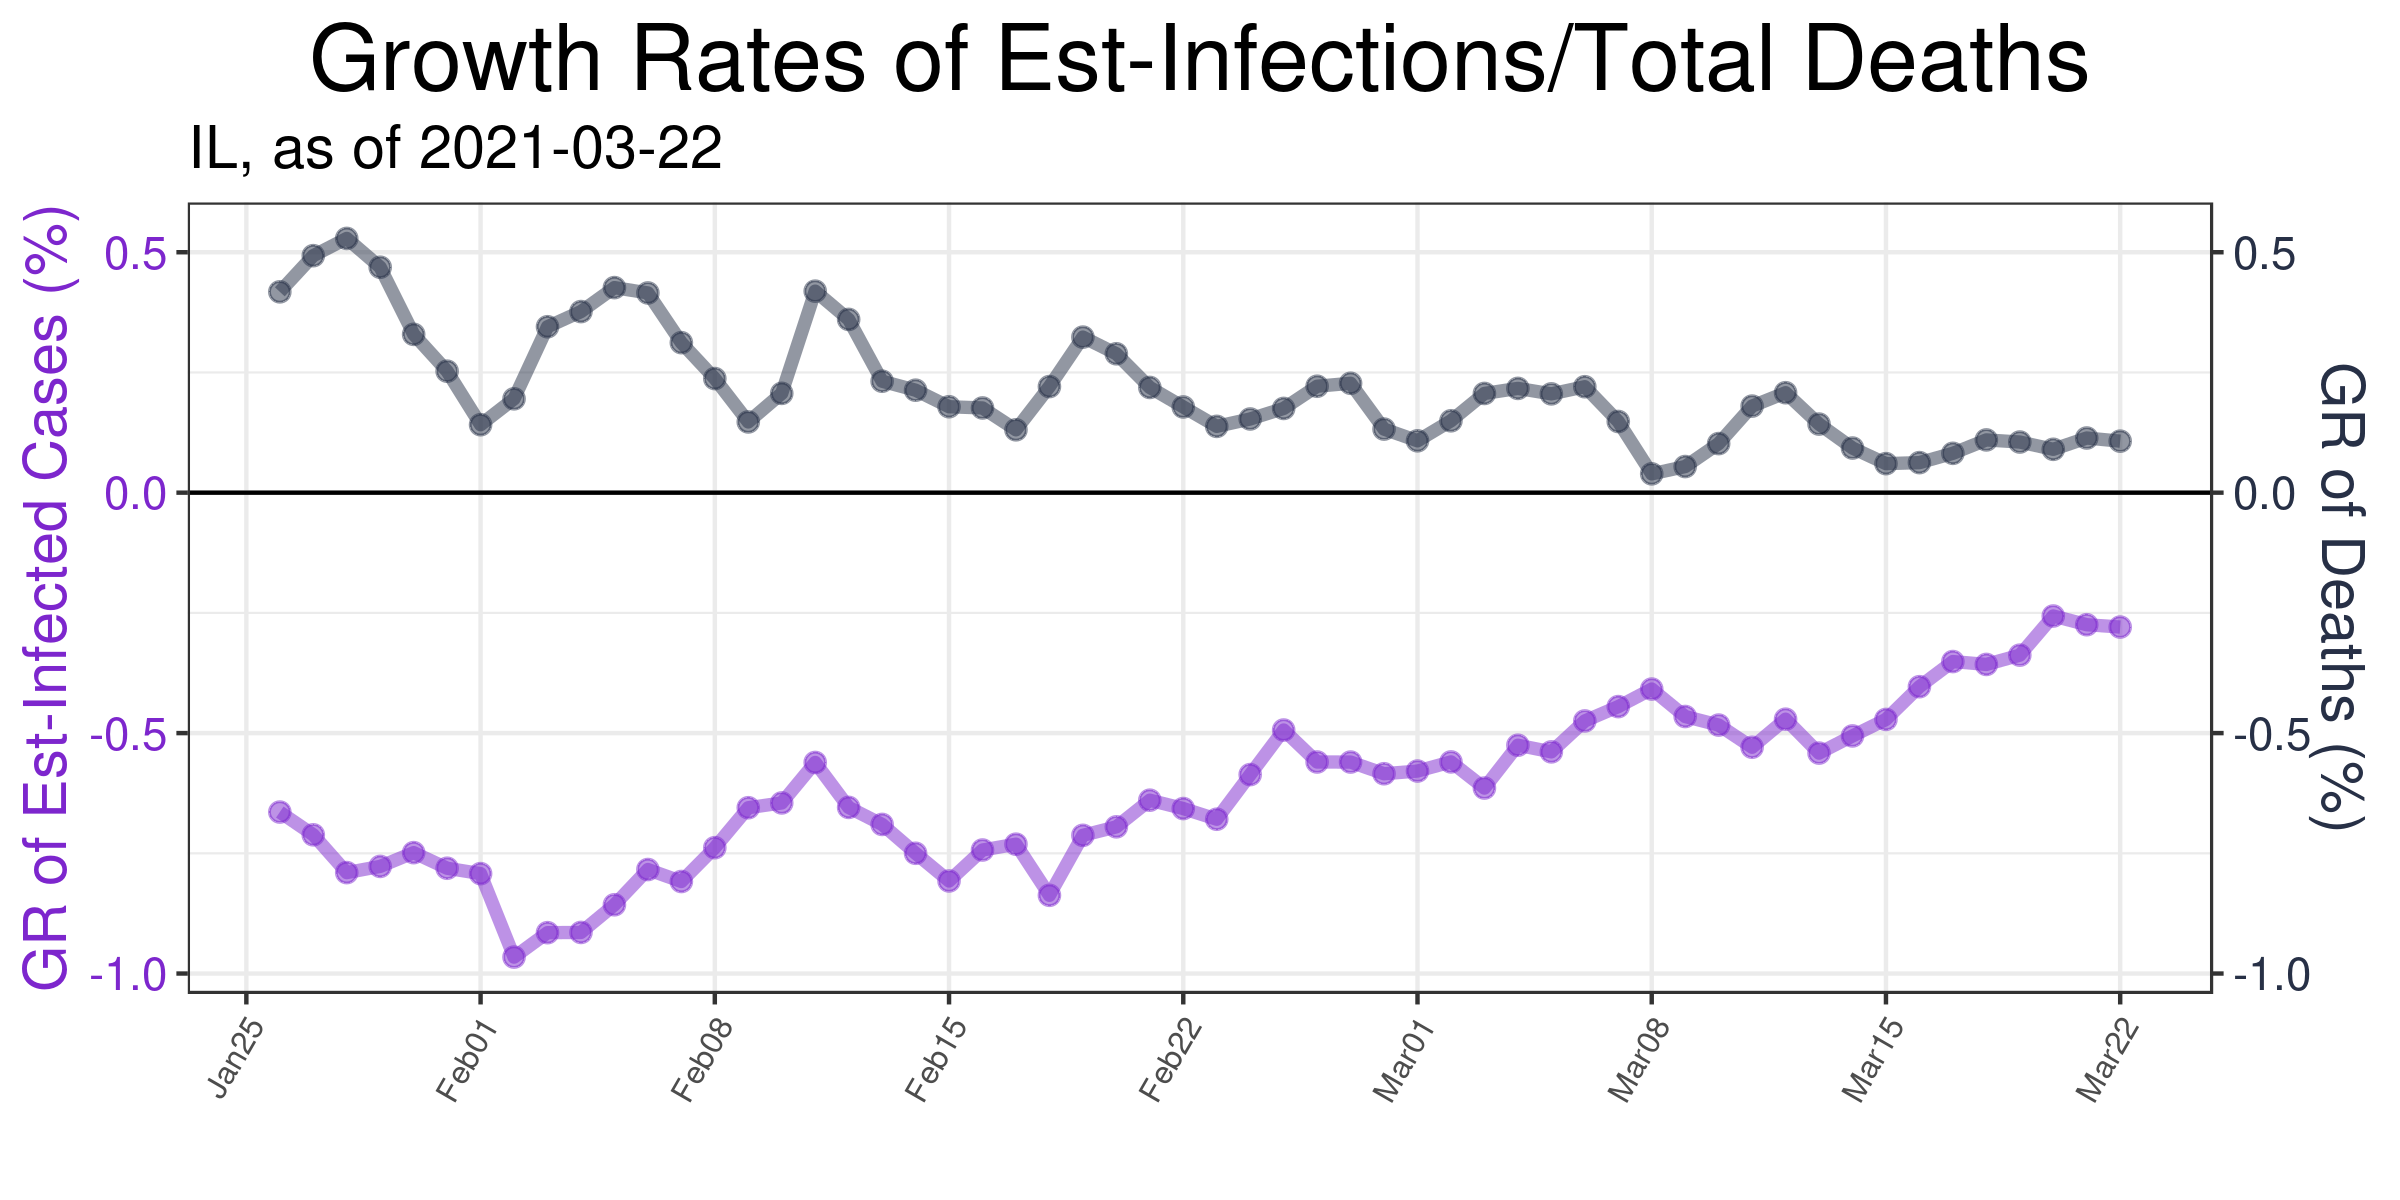 Growth Rates of Est-Infections/Total Deaths
IL, as of 2021-03-22
GR of Est-Infected Cases (%)
0.5
0.0
-0.5
-1.0
0.5
0.0
-0.5
-1.0
GR of Deaths (%)
Jan25
Feb01
Feb08
Feb15
Feb22
Mar01
Mar08
Mar15
Mar22